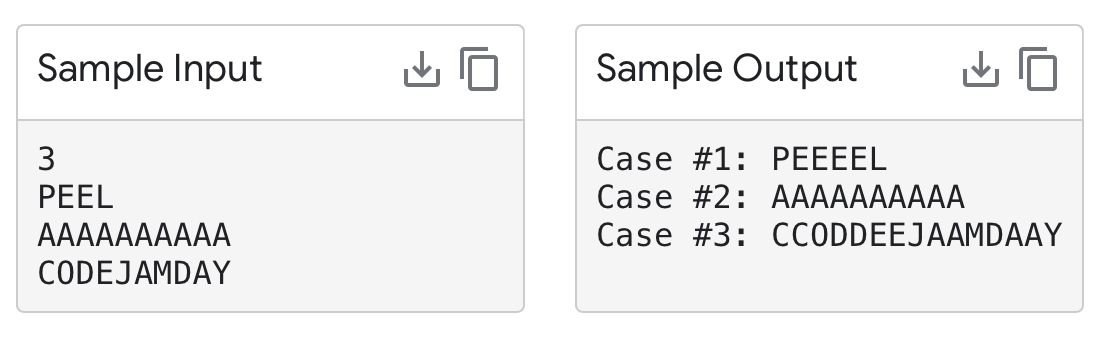 Sample Input
3
PEEL
AAAAAAAAAA
CODEJAMDAY
Sample Output
Case #1: PEEEEL
Case #2: AAAAAAAAAA
Case #3: CCODDEEJAAMDAAY